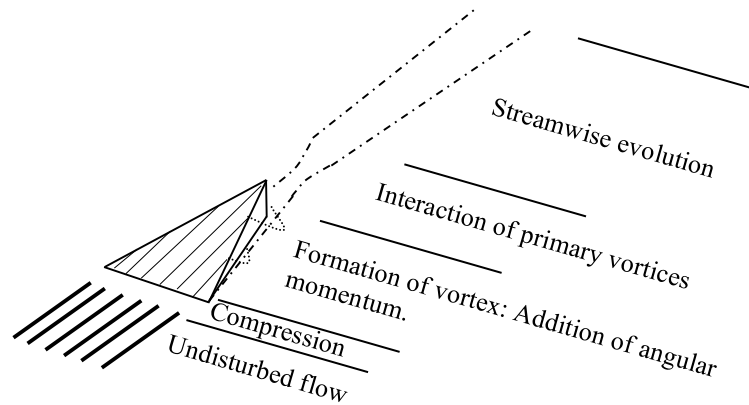 Streamwise evolution
Interaction of primary vortices
Formation of vortex: Addition of angular
momentum.
Compression
Undisturbed flow